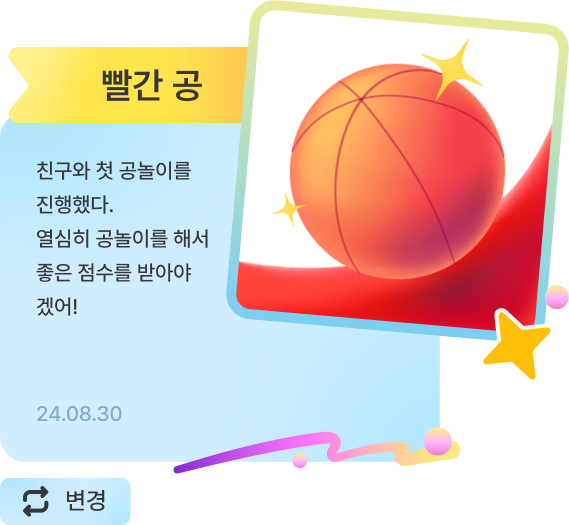 빨간 공
친구와 첫 공놀이를
진행했다.
열심히 공놀이를 해서
좋은 점수를 받아야
겠어!
24.08.30
변경